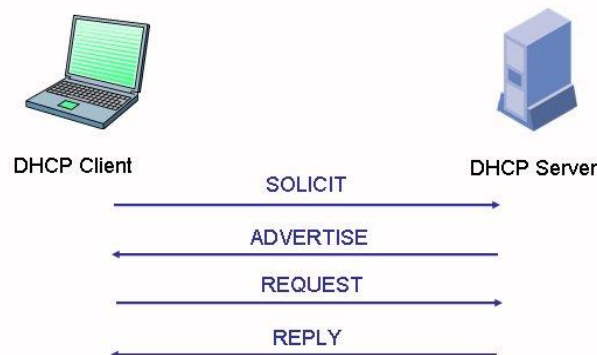 DHCP Client
DHCP Server
SOLICIT
ADVERTISE
REQUEST
REPLY